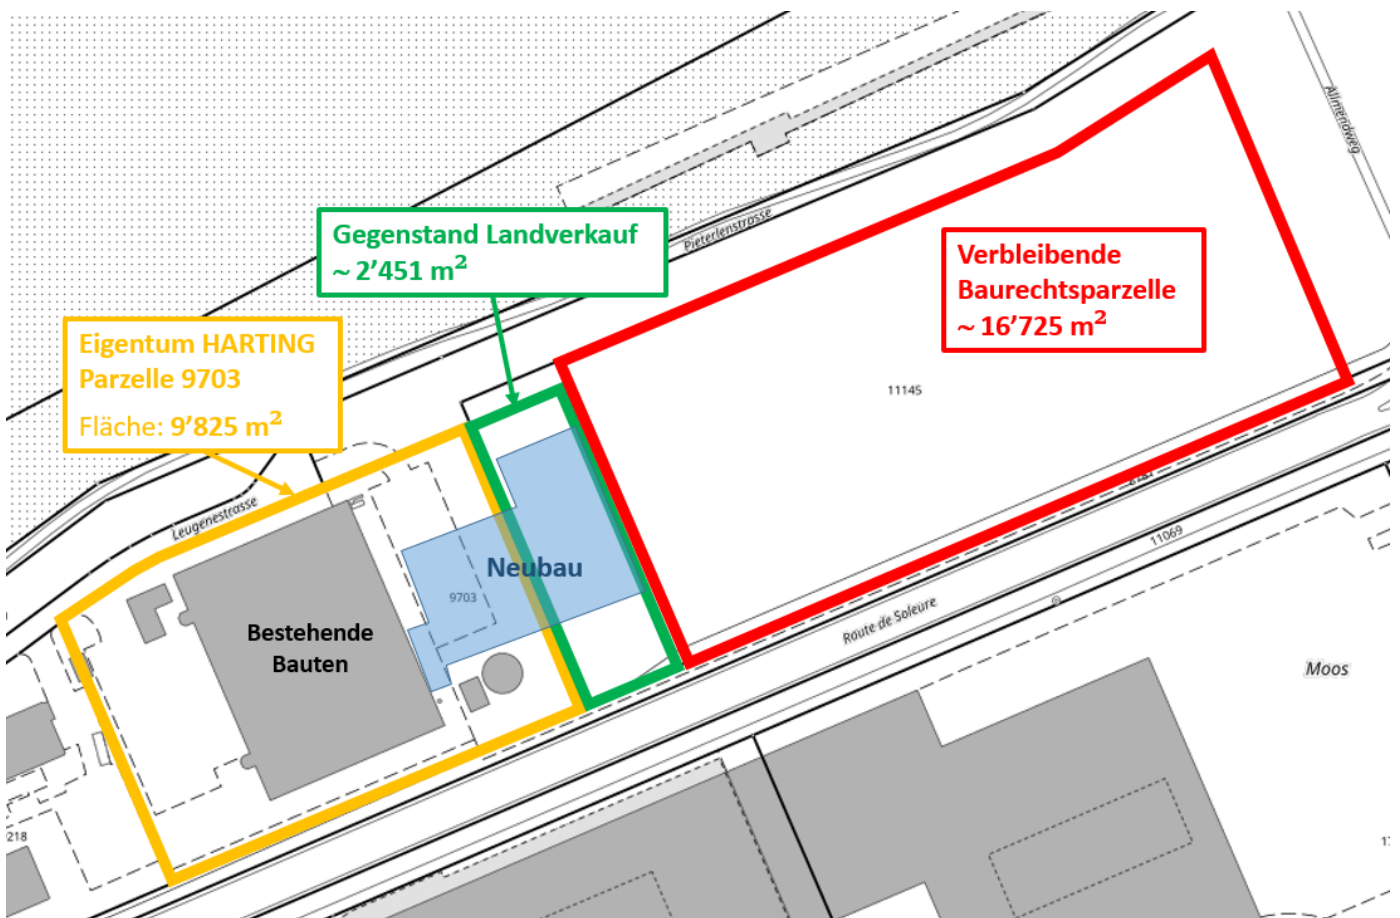 Allmendweg
Pieterlenstrasse
Gegenstand Landverkauf
~ 2’451 m²
Verbleibende
Baurechtsparzelle
~ 16’725 m²
Eigentum HARTING
Parzelle 9703
Fläche: 9’825 m²
11145
Leugenestrasse
11069
Neubau
9703
Route de Soleure
Bestehende
Bauten
Moos